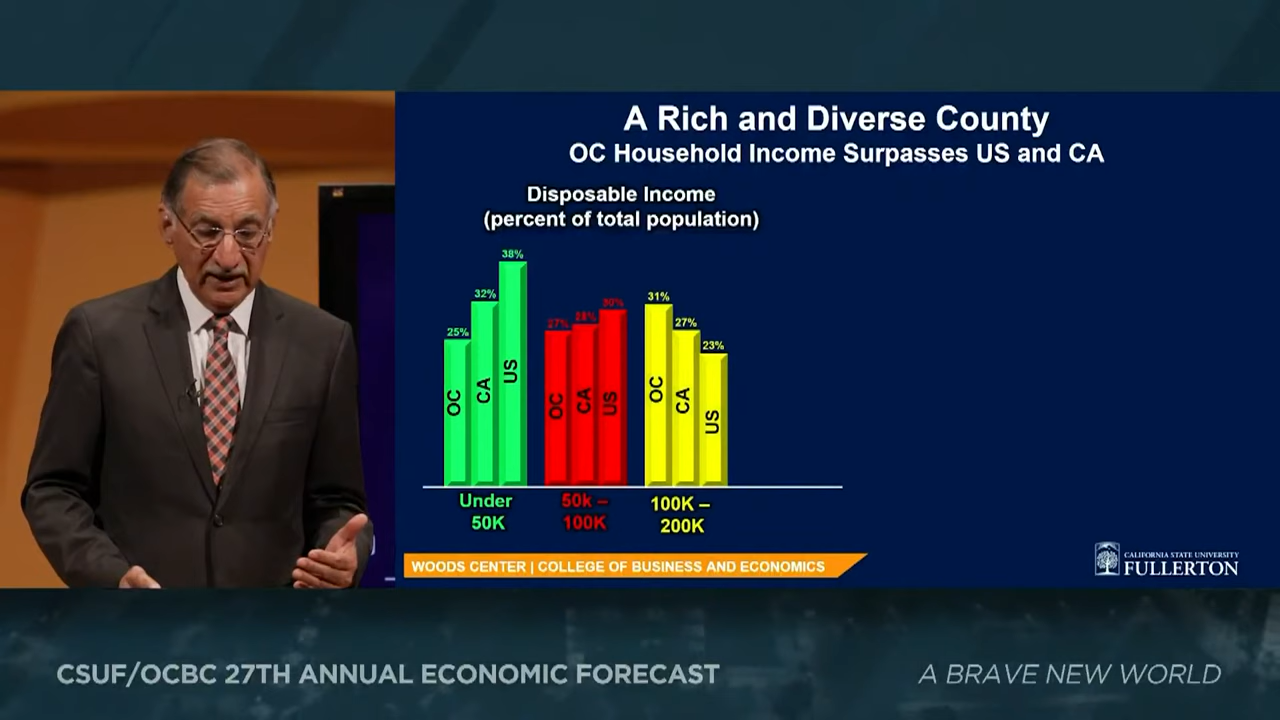 A Rich and Diverse County
OC Household Income Surpasses US and CA
Disposable Income
(percent of total population)
25%
32%
38%
27%
28%
30%
31%
27%
23%
OC
CA
US
OC
CA
US
OC
CA
US
Under
50K
50k –
100K
100K –
200K
WOODS CENTER | COLLEGE OF BUSINESS AND ECONOMICS
CALIFORNIA STATE UNIVERSITY
FULLERTON
CSUF/OCBC 27TH ANNUAL ECONOMIC FORECAST
A BRAVE NEW WORLD